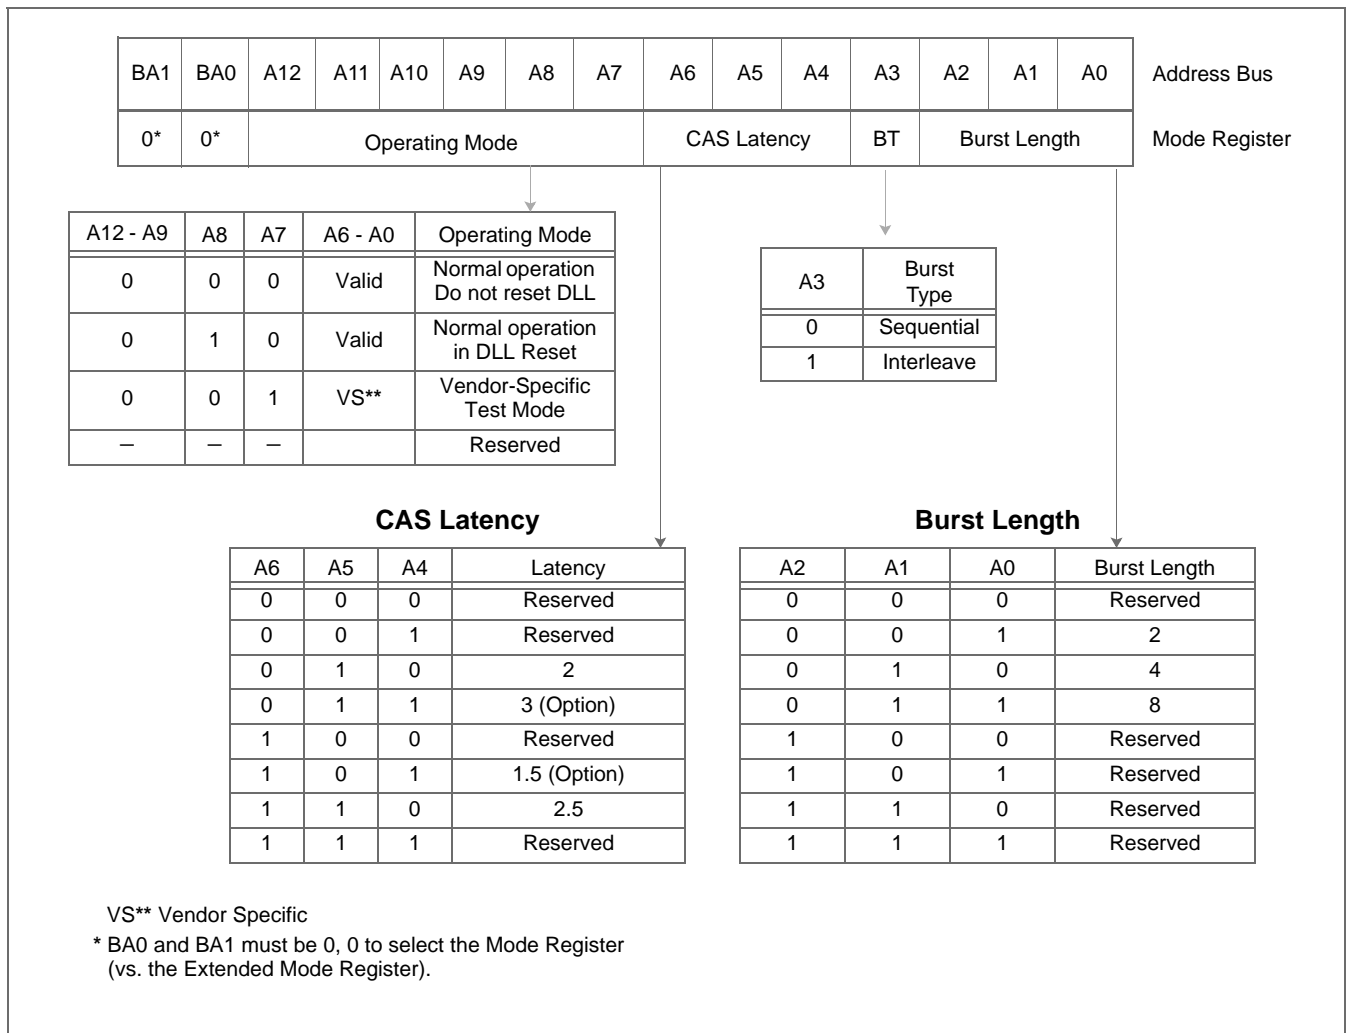 BA1 BA0 A12 A11 A10 A9 A8 A7 A6 A5 A4 A3 A2 A1 A0 Address Bus
0* 0* Operating Mode CAS Latency BT Burst Length Mode Register
A12 - A9 A8 A7 A6 - A0 Operating Mode
0 0 0 Valid Normal operation
Do not reset DLL
0 1 0 Valid Normal operation
in DLL Reset
0 0 1 VS** Vendor-Specific
Test Mode
– – – Reserved
A3 Burst
Type
0 Sequential
1 Interleave
CAS Latency
A6 A5 A4 Latency
0 0 0 Reserved
0 0 1 Reserved
0 1 0 2
0 1 1 3 (Option)
1 0 0 Reserved
1 0 1 1.5 (Option)
1 1 0 2.5
1 1 1 Reserved
Burst Length
A2 A1 A0 Burst Length
0 0 0 Reserved
0 0 1 2
0 1 0 4
0 1 1 8
1 0 0 Reserved
1 0 1 Reserved
1 1 0 Reserved
1 1 1 Reserved
VS** Vendor Specific
* BA0 and BA1 must be 0, 0 to select the Mode Register
(vs. the Extended Mode Register).